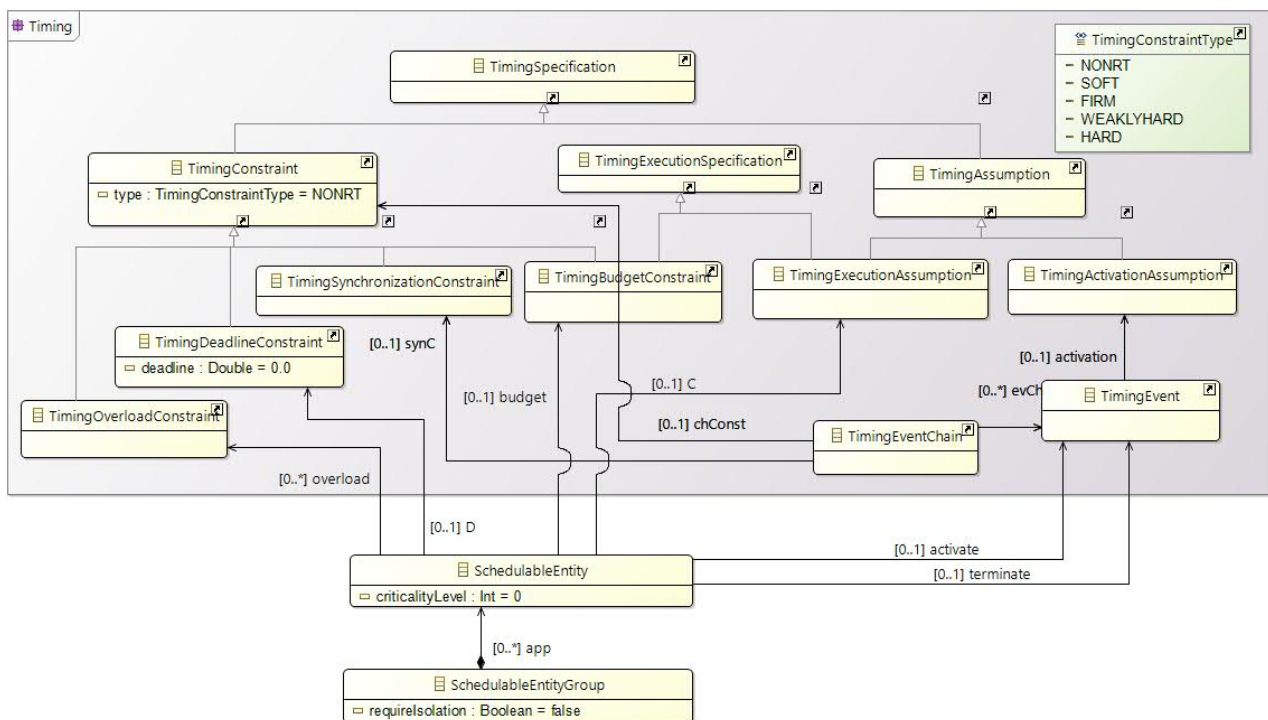 Timing
TimingConstraintType
– NONRT
– SOFT
– FIRM
– WEAKLYHARD
– HARD
TimingSpecification
TimingConstraint
type : TimingConstraintType = NONRT
TimingExecutionSpecification
TimingAssumption
TimingSynchronizationConstraint
TimingBudgetConstraint
TimingExecutionAssumption
TimingActivationAssumption
TimingDeadlineConstraint
deadline : Double = 0.0
[0..1] synC
[0..1] activation
[0..1] budget
[0..1] C
[0..*] evCh
TimingEvent
TimingOverloadConstraint
[0..1] chConst
TimingEventChain
[0..*] overload
[0..1] D
[0..1] activate
[0..1] terminate
SchedulableEntity
criticalityLevel : Int = 0
[0..*] app
SchedulableEntityGroup
requireIsolation : Boolean = false